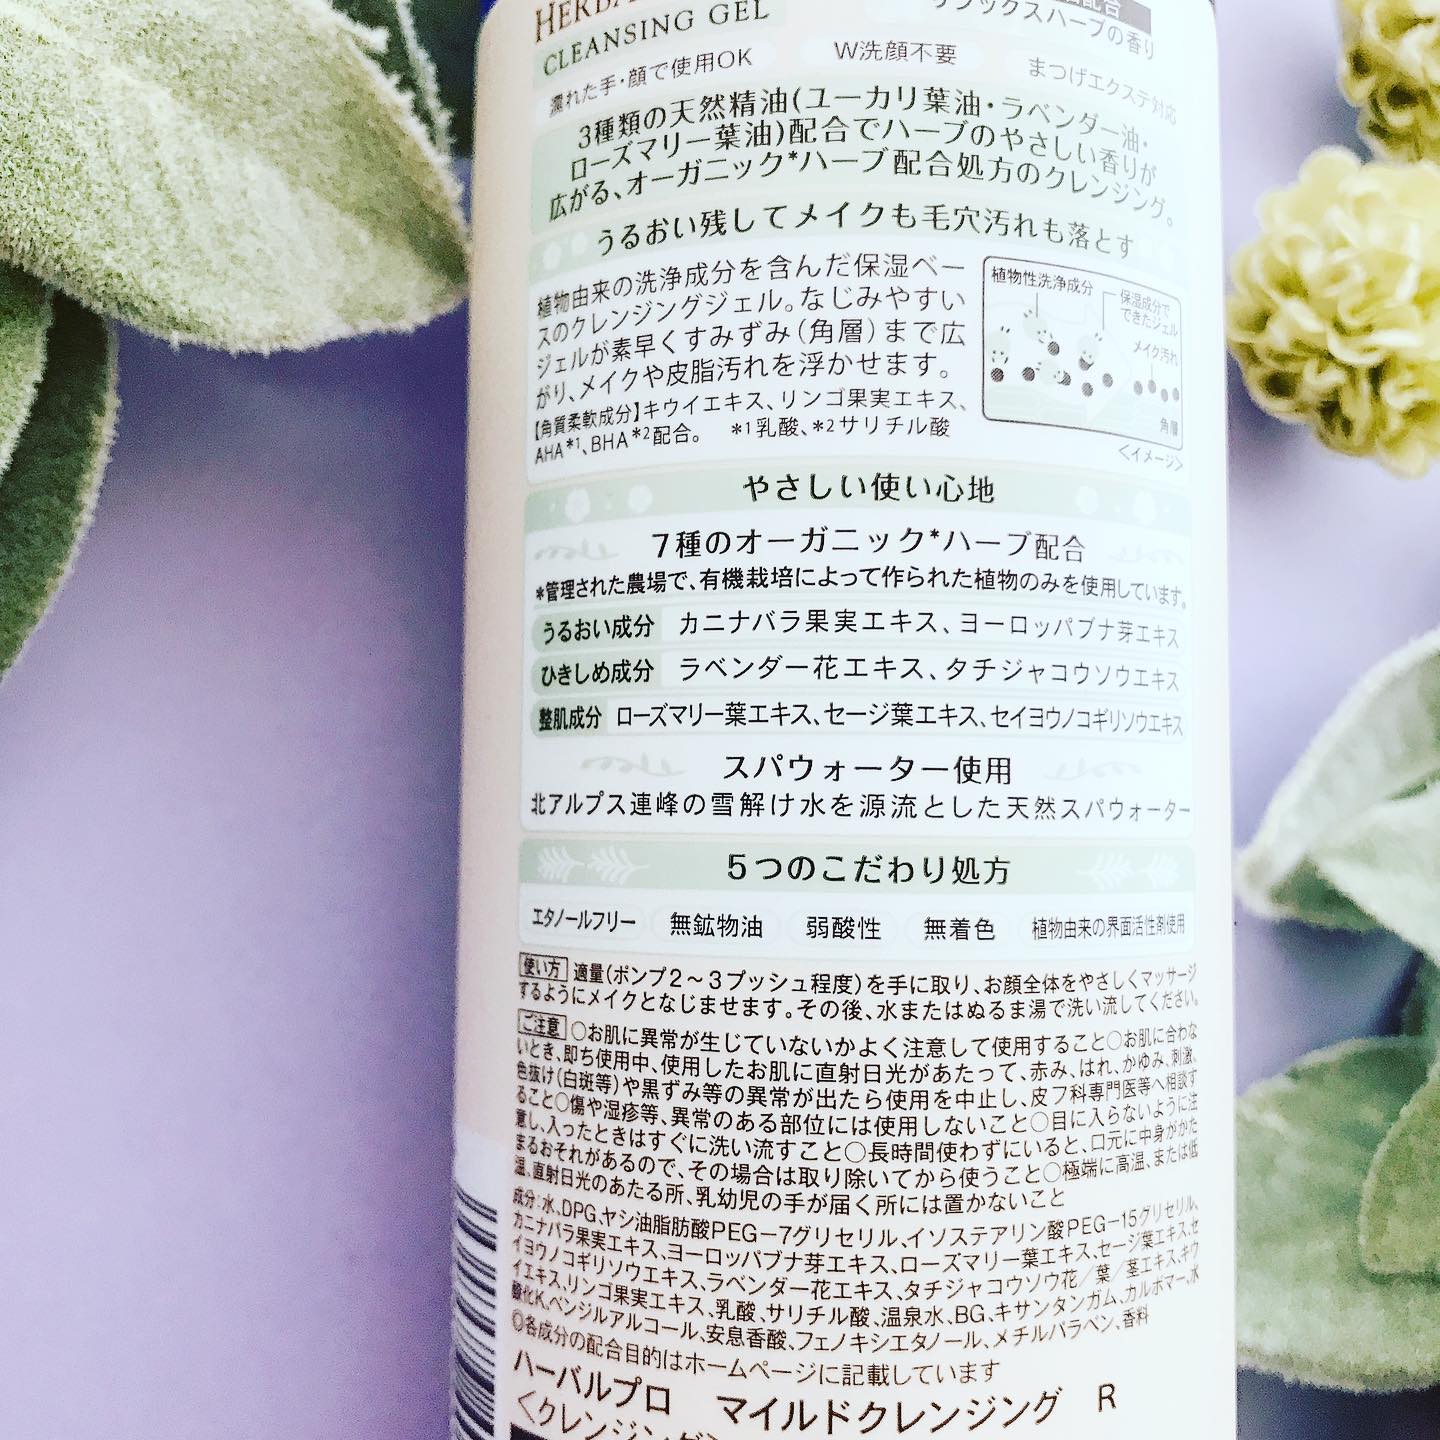 CLEANSING GEL
リラックスハーブの香り
濡れた手・顔で使用OK
W洗顔不要
まつげエクステ対応
3種類の天然精油(ユーカリ葉油・ラベンダー油・
ローズマリー葉油)配合でハーブのやさしい香りが
広がる、オーガニック*ハーブ配合処方のクレンジング。
うるおい残してメイクも毛穴汚れも落とす
植物由来の洗浄成分を含んだ保湿ベー
スのクレンジングジェル。なじみやすい
ジェルが素早くすみずみ(角層)まで広
がり、メイクや皮脂汚れを浮かせます。
【角質柔軟成分】キウイエキス、リンゴ果実エキス、
AHA*1、BHA*2配合。 *1乳酸、*2サリチル酸
植物性洗浄成分
保湿成分で
できたジェル
メイク汚れ
角層
<イメージ>
やさしい使い心地
7種のオーガニック*ハーブ配合
*管理された農場で、有機栽培によって作られた植物のみを使用しています。
うるおい成分 カニナバラ果実エキス、ヨーロッパブナ芽エキス
ひきしめ成分 ラベンダー花エキス、タチジャコウソウエキス
整肌成分 ローズマリー葉エキス、セージ葉エキス、セイヨウノコギリソウエキス
スパウォーター使用
北アルプス連峰の雪解け水を源流とした天然スパウォーター
5つのこだわり処方
エタノールフリー 無鉱物油 弱酸性 無着色 植物由来の界面活性剤使用
使い方 適量(ポンプ2～3プッシュ程度)を手に取り、お顔全体をやさしくマッサージ
するようにメイクとなじませます。その後、水またはぬるま湯で洗い流してください。
ご注意 ○お肌に異常が生じていないかよく注意して使用すること○お肌に合わな
いとき、即ち使用中、使用したお肌に直射日光があたって、赤み、はれ、かゆみ、刺激、
色抜け(白斑等)や黒ずみ等の異常が出たら使用を中止し、皮フ科専門医等へ相談す
ること○傷や湿疹等、異常のある部位には使用しないこと○目に入らないように注
意し、入ったときはすぐに洗い流すこと○長時間使わずにいると、口元に中身がかた
まるおそれがあるので、その場合は取り除いてから使うこと○極端に高温、または低
温、直射日光のあたる所、乳幼児の手が届く所には置かないこと
成分：水、DPG、ヤシ油脂肪酸PEG-7グリセリル、イソステアリン酸PEG-15グリセリル、
カニナバラ果実エキス、ヨーロッパブナ芽エキス、ローズマリー葉エキス、セージ葉エキス、セ
イヨウノコギリソウエキス、ラベンダー花エキス、タチジャコウソウ花／葉／茎エキス、キウ
イエキス、リンゴ果実エキス、乳酸、サリチル酸、温泉水、BG、キサンタンガム、カルボマー、水
酸化K、ベンジルアルコール、安息香酸、フェノキシエタノール、メチルパラベン、香料
◎各成分の配合目的はホームページに記載しています
ハーバルプロ マイルドクレンジング R
<クレンジング>